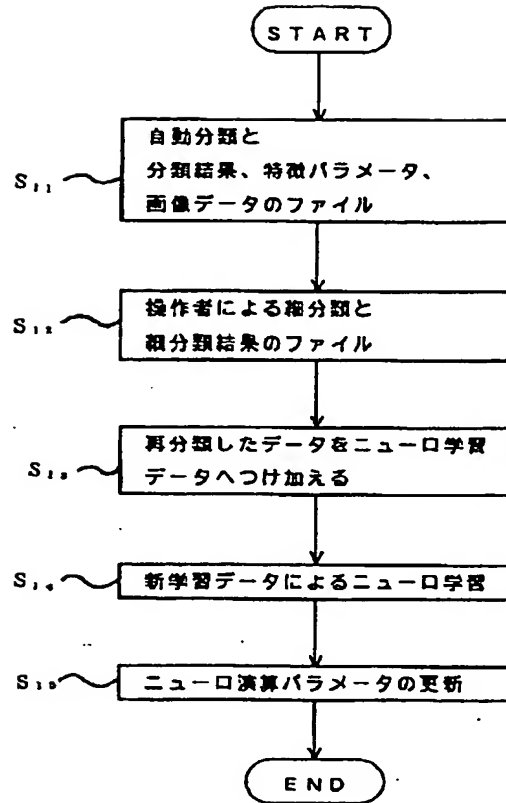 START
S₁₁
自動分類と
分類結果、特徴パラメータ、
画像データのファイル
S₁₂
操作者による細分類と
細分類結果のファイル
S₁₃
再分類したデータをニューロ学習
データへつけ加える
S₁₄
新学習データによるニューロ学習
S₁₅
ニューロ演算パラメータの更新
END